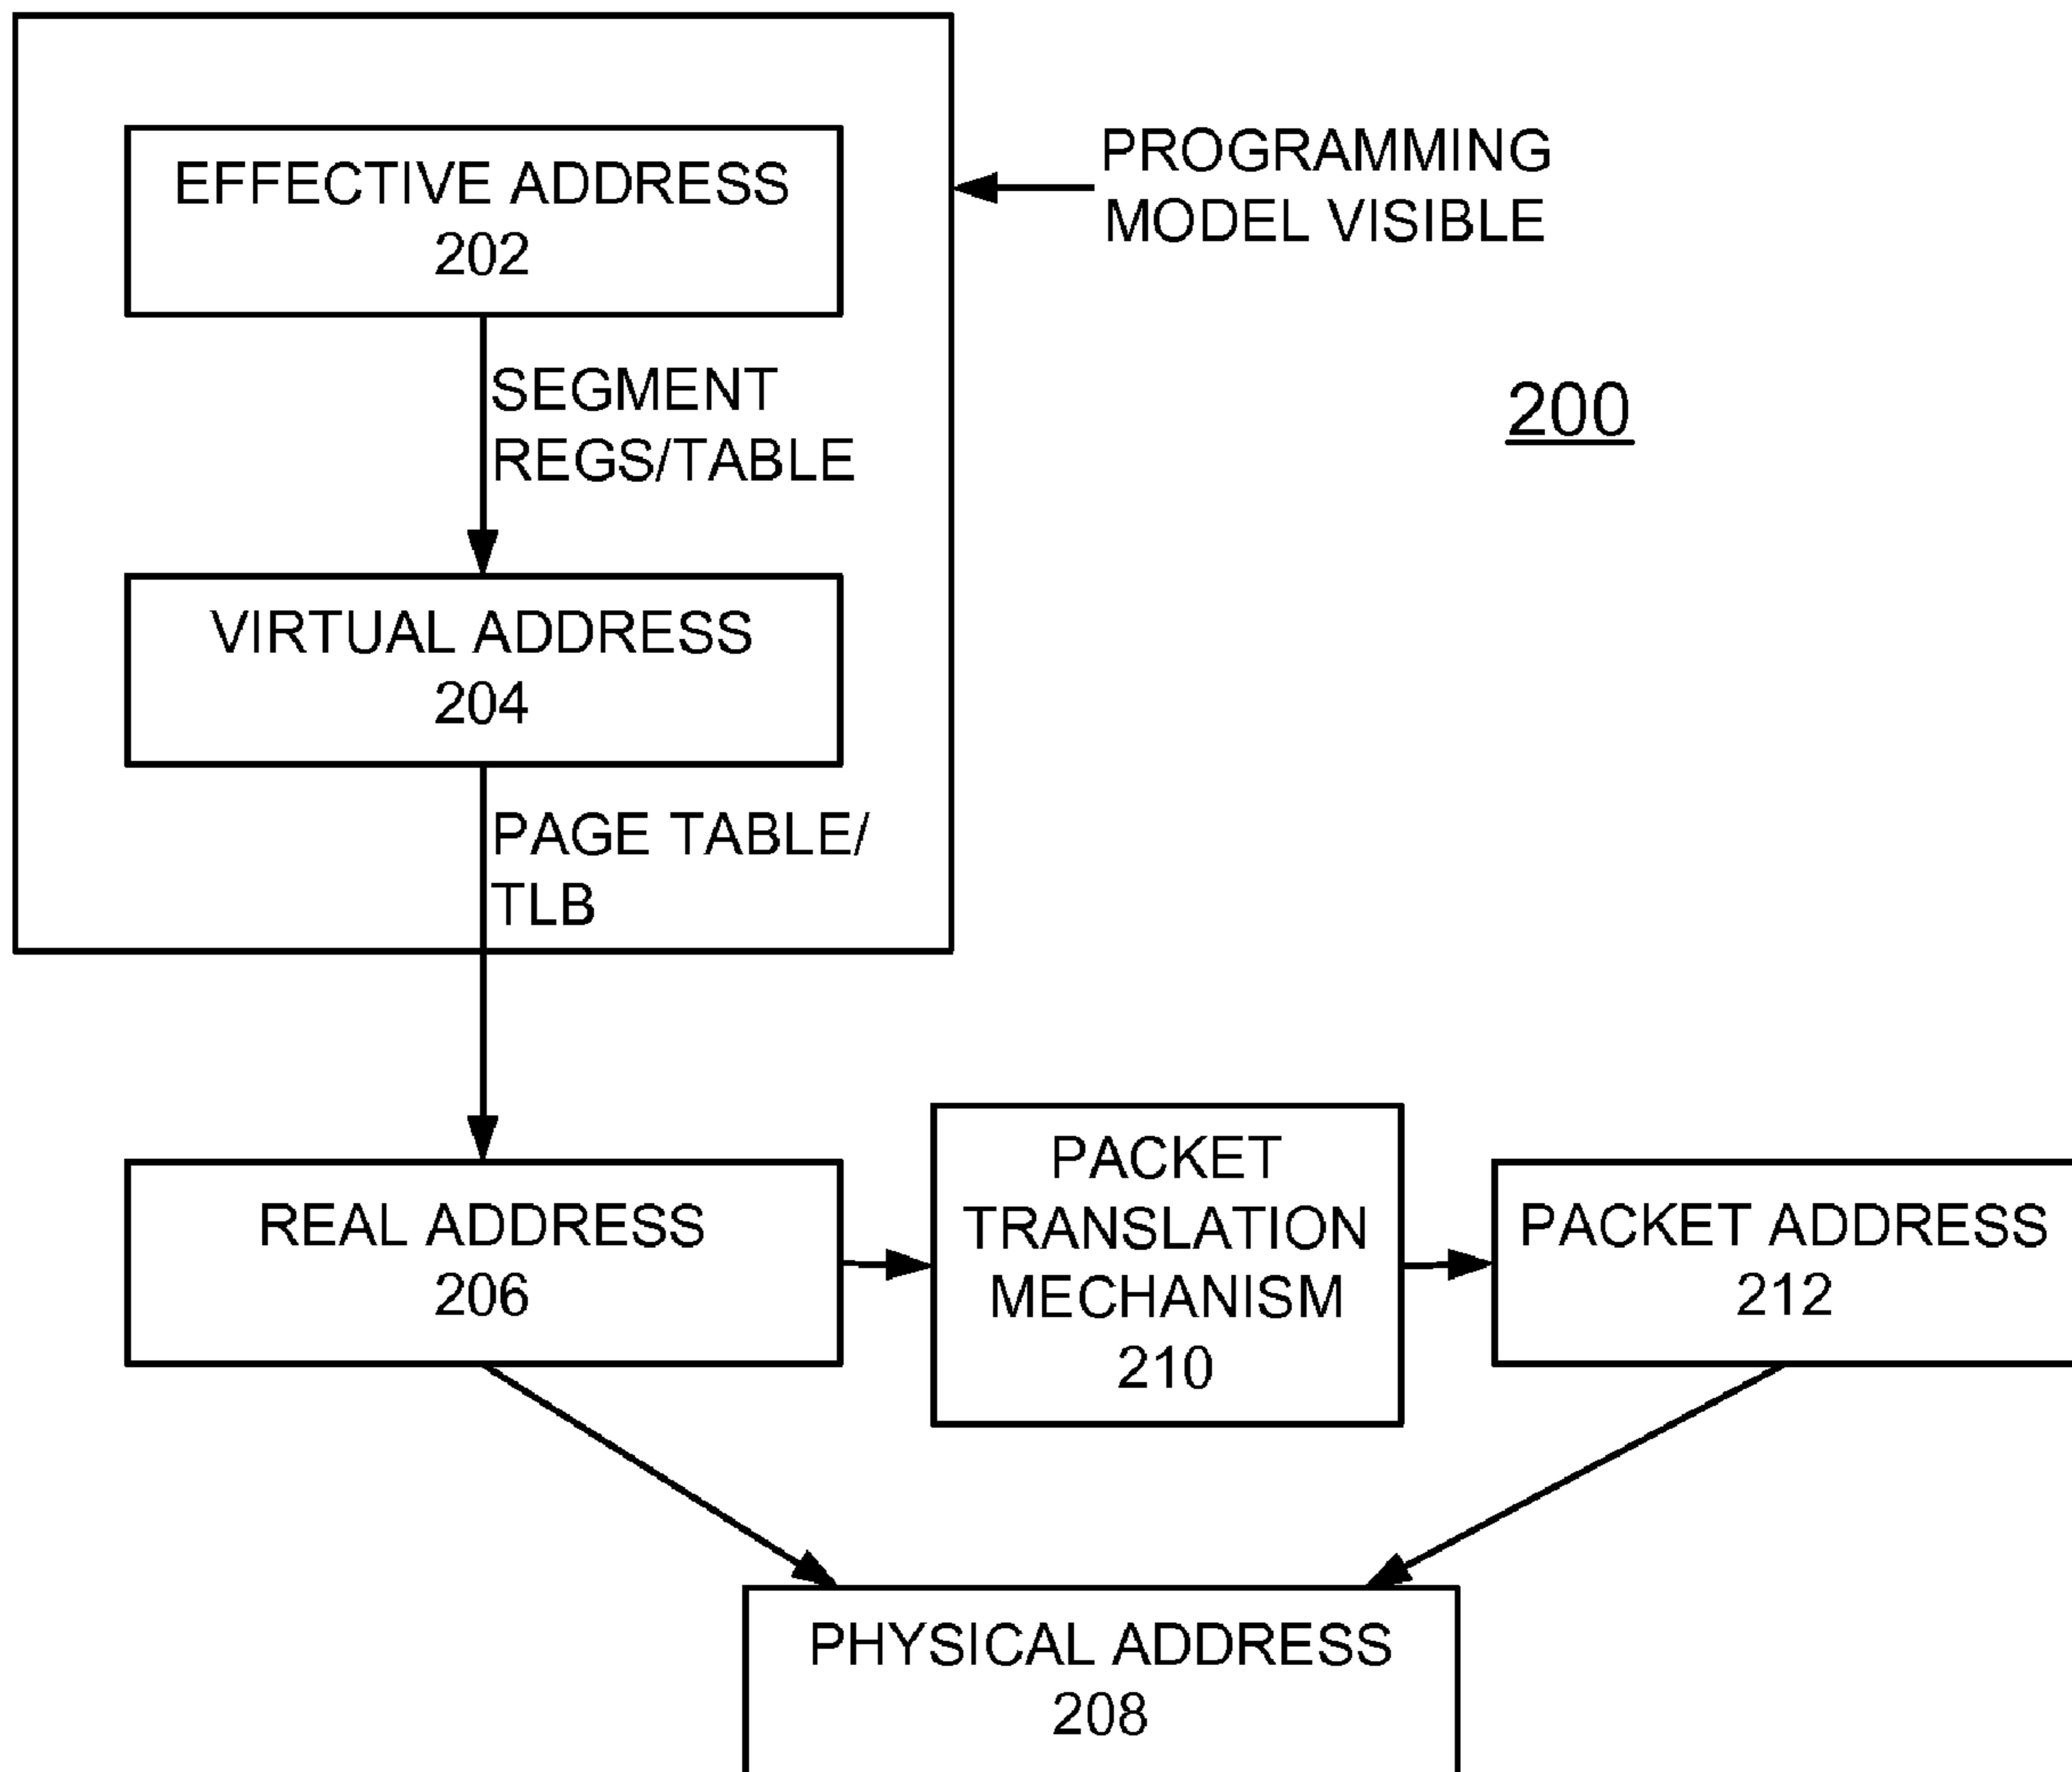 EFFECTIVE ADDRESS
202
PROGRAMMING
MODEL VISIBLE
SEGMENT
REGS/TABLE
200
VIRTUAL ADDRESS
204
PAGE TABLE/
TLB
REAL ADDRESS
206
PACKET
TRANSLATION
MECHANISM
210
PACKET ADDRESS
212
PHYSICAL ADDRESS
208